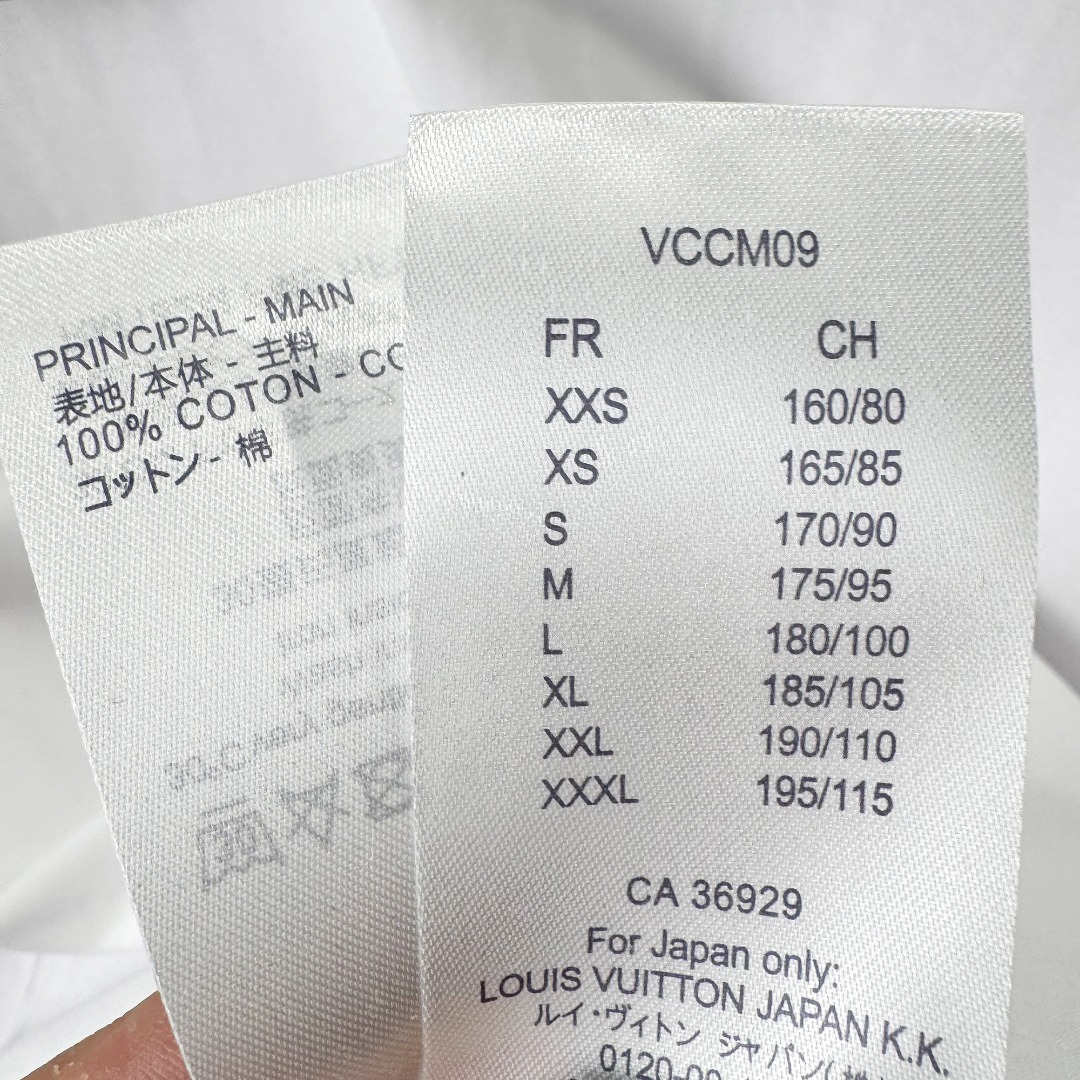 PRINCIPAL - MAIN
表地/本体 - 主料
100% COTON - CO
コットン - 棉
VCCM09
FR CH
XXS 160/80
XS 165/85
S 170/90
M 175/95
L 180/100
XL 185/105
XXL 190/110
XXXL 195/115
CA 36929
For Japan only:
LOUIS VUITTON JAPAN K.K.
ルイ・ヴィトン ジャパン(
0120-00